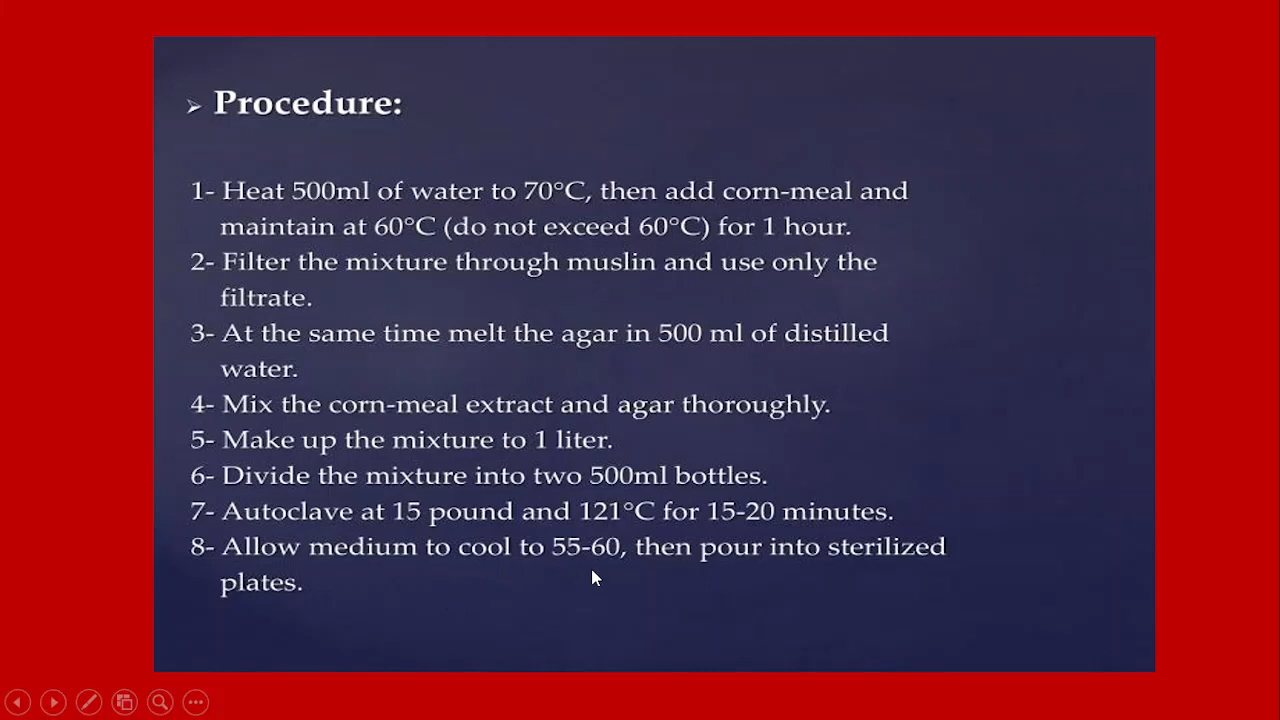 ➢ Procedure:
1- Heat 500ml of water to 70°C, then add corn-meal and
maintain at 60°C (do not exceed 60°C) for 1 hour.
2- Filter the mixture through muslin and use only the
filtrate.
3- At the same time melt the agar in 500 ml of distilled
water.
4- Mix the corn-meal extract and agar thoroughly.
5- Make up the mixture to 1 liter.
6- Divide the mixture into two 500ml bottles.
7- Autoclave at 15 pound and 121°C for 15-20 minutes.
8- Allow medium to cool to 55-60, then pour into sterilized
plates.